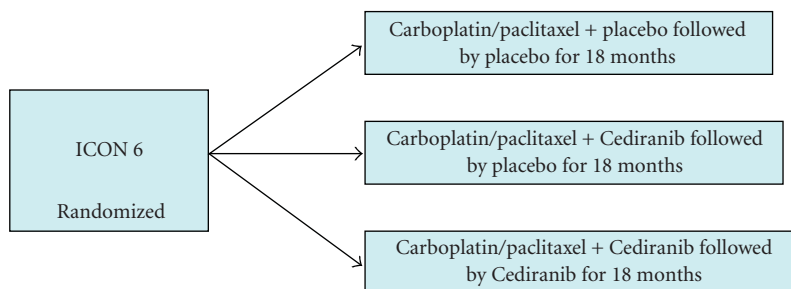 ICON 6
Randomized
Carboplatin/paclitaxel + placebo followed
by placebo for 18 months
Carboplatin/paclitaxel + Cediranib followed
by placebo for 18 months
Carboplatin/paclitaxel + Cediranib followed
by Cediranib for 18 months